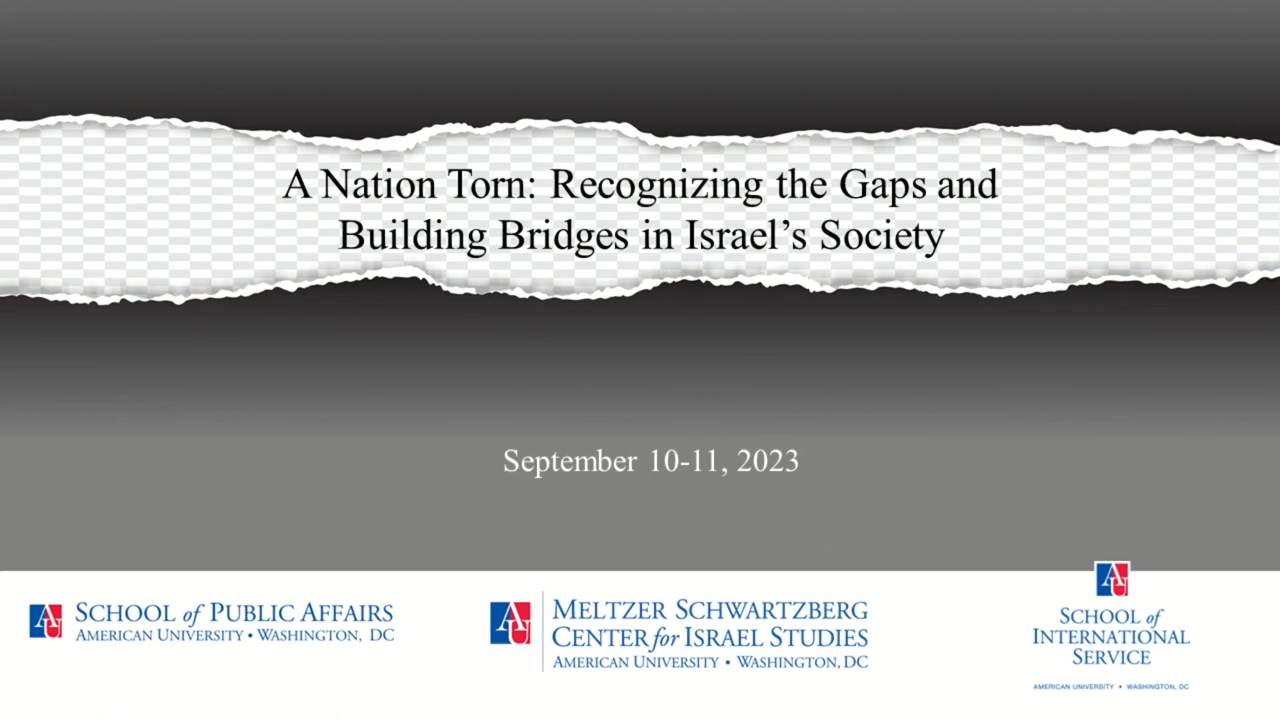 A Nation Torn: Recognizing the Gaps and
Building Bridges in Israel’s Society
September 10-11, 2023
AU
SCHOOL of PUBLIC AFFAIRS
AMERICAN UNIVERSITY • WASHINGTON, DC
AU
MELTZER SCHWARTZBERG
CENTER for ISRAEL STUDIES
AMERICAN UNIVERSITY • WASHINGTON, DC
AU
SCHOOL of
INTERNATIONAL
SERVICE
AMERICAN UNIVERSITY • WASHINGTON, DC